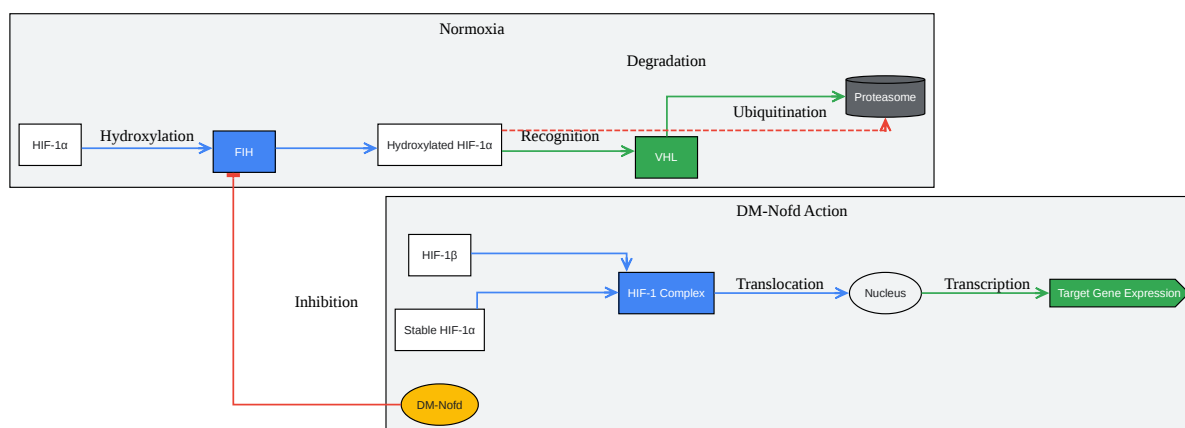 Normoxia
Degradation
Proteasome
Ubiquitination
HIF-1α
Hydroxylation
FIH
Hydroxylated HIF-1α
Recognition
VHL
DM-Nofd Action
HIF-1β
HIF-1 Complex
Translocation
Nucleus
Transcription
Target Gene Expression
Inhibition
Stable HIF-1α
DM-Nofd